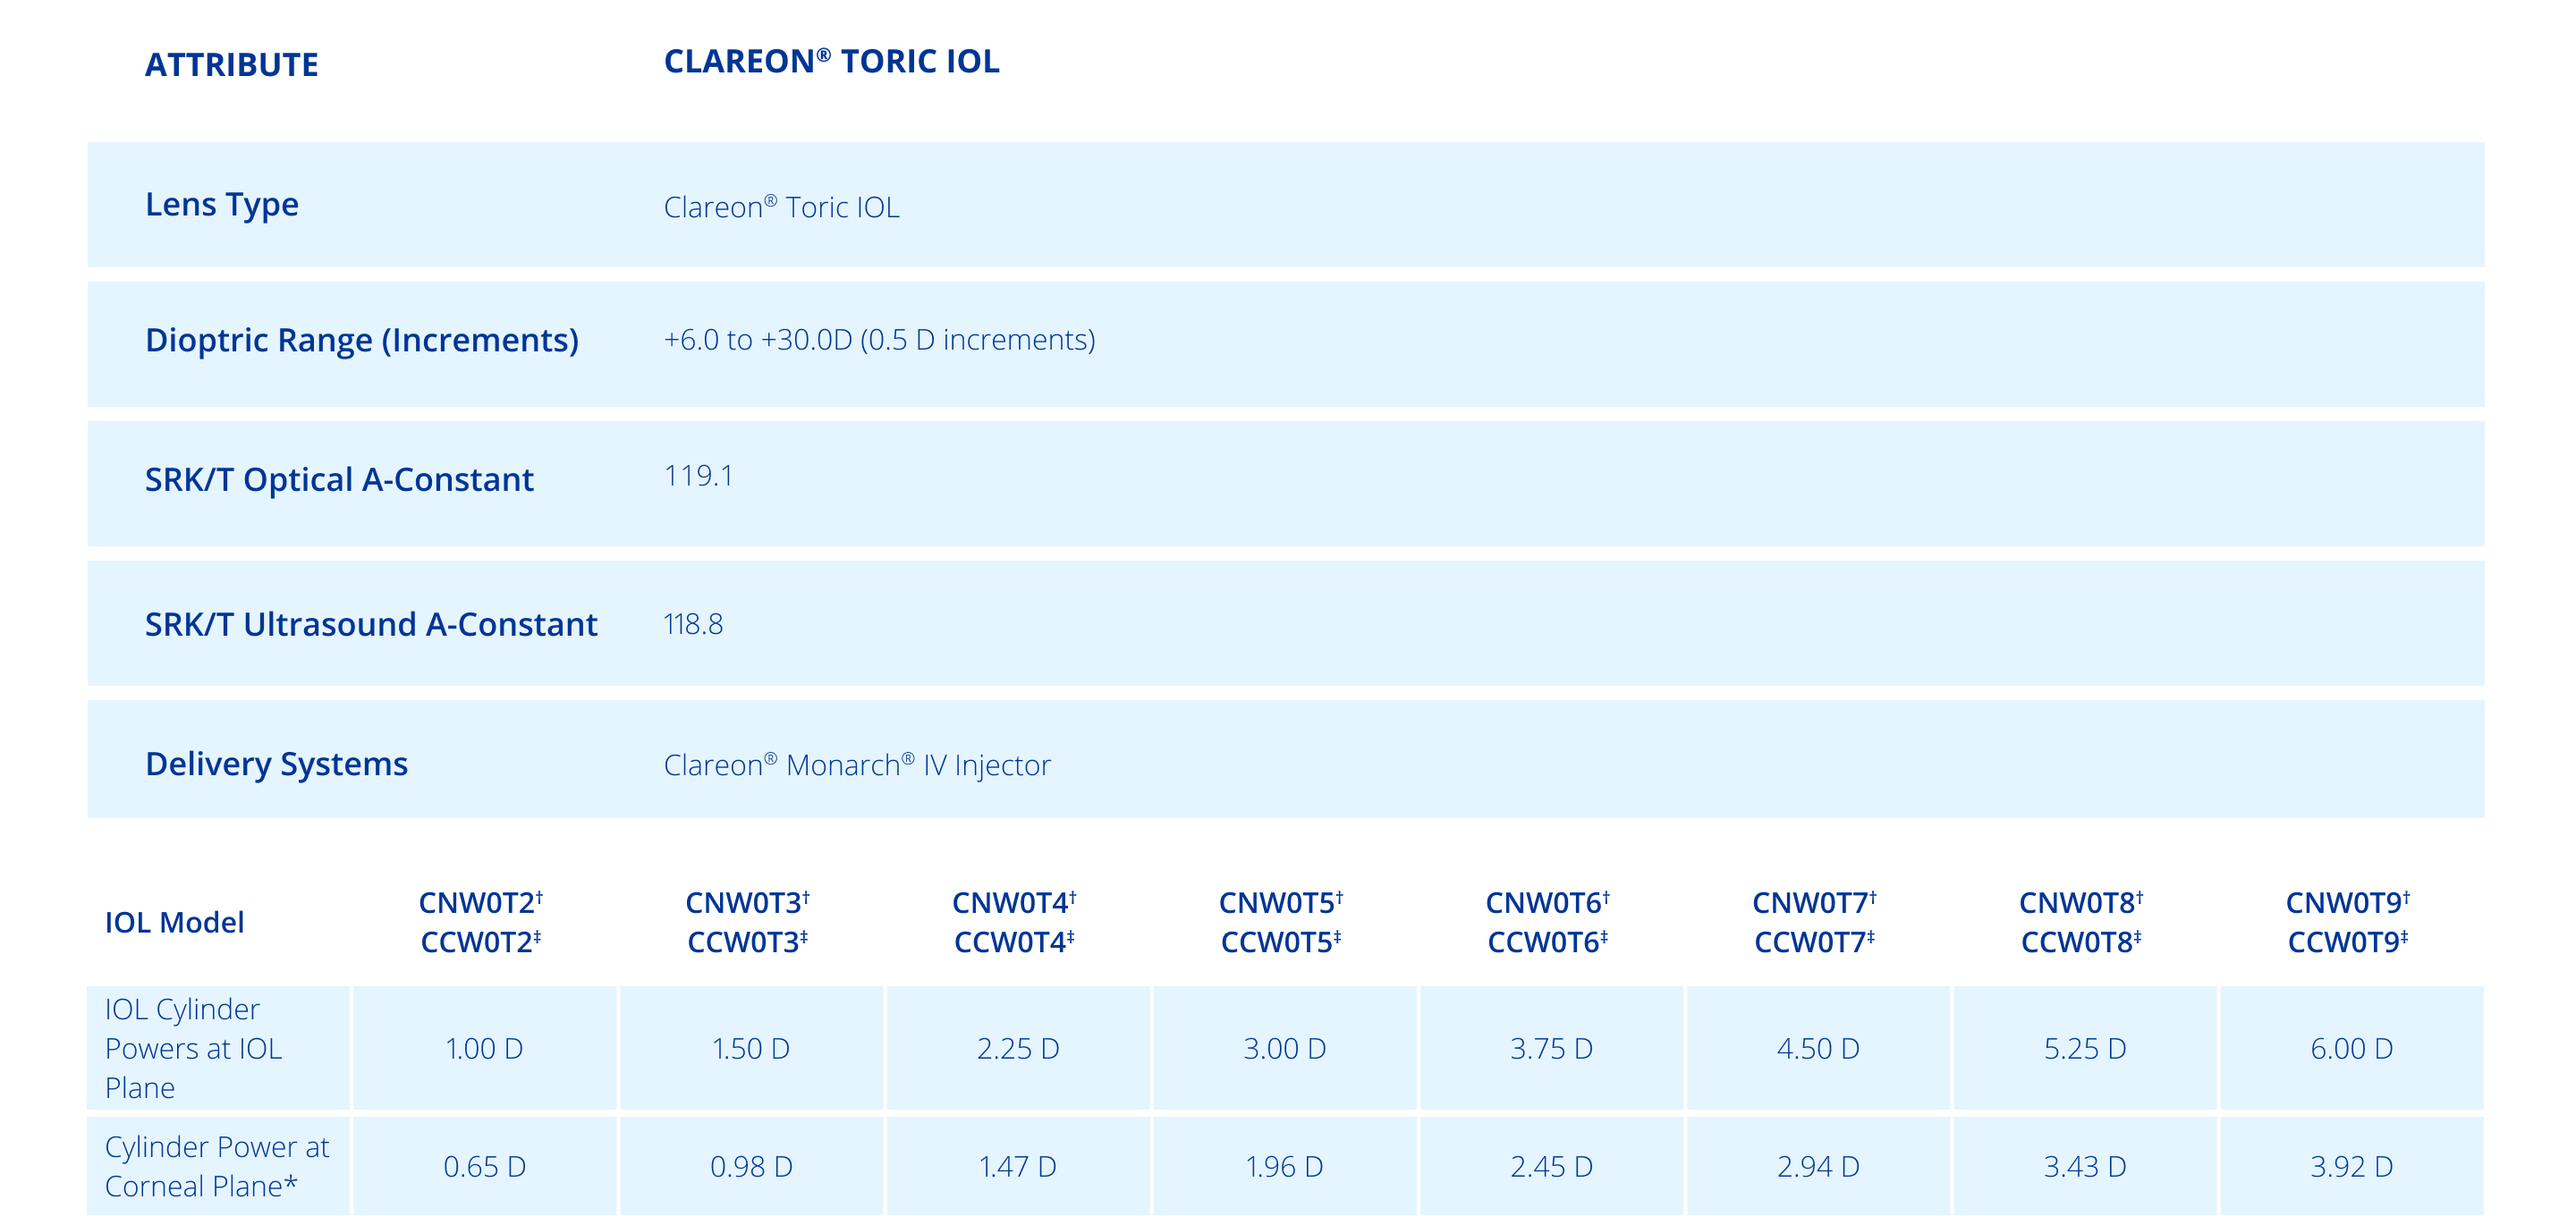 ATTRIBUTE CLAREON® TORIC IOL
Lens Type Clareon® Toric IOL
Dioptric Range (Increments) +6.0 to +30.0D (0.5 D increments)
SRK/T Optical A-Constant 119.1
SRK/T Ultrasound A-Constant 118.8
Delivery Systems Clareon® Monarch® IV Injector
IOL Model
CNW0T2† CNW0T3† CNW0T4† CNW0T5† CNW0T6† CNW0T7† CNW0T8† CNW0T9†
CCW0T2‡ CCW0T3‡ CCW0T4‡ CCW0T5‡ CCW0T6‡ CCW0T7‡ CCW0T8‡ CCW0T9‡
IOL Cylinder
Powers at IOL
Plane
1.00 D 1.50 D 2.25 D 3.00 D 3.75 D 4.50 D 5.25 D 6.00 D
Cylinder Power at
Corneal Plane*
0.65 D 0.98 D 1.47 D 1.96 D 2.45 D 2.94 D 3.43 D 3.92 D